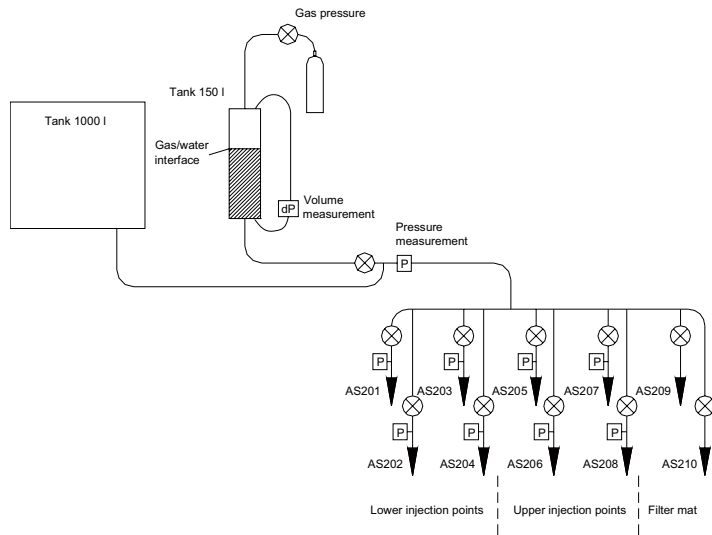 Gas pressure
Tank 150 l
Tank 1000 l
Gas/water
interface
dP
Volume
measurement
Pressure
measurement
P
P
P
P
P
AS201
AS203
AS205
AS207
AS209
P
P
P
P
AS202
AS204
AS206
AS208
AS210
Lower injection points
Upper injection points
Filter mat